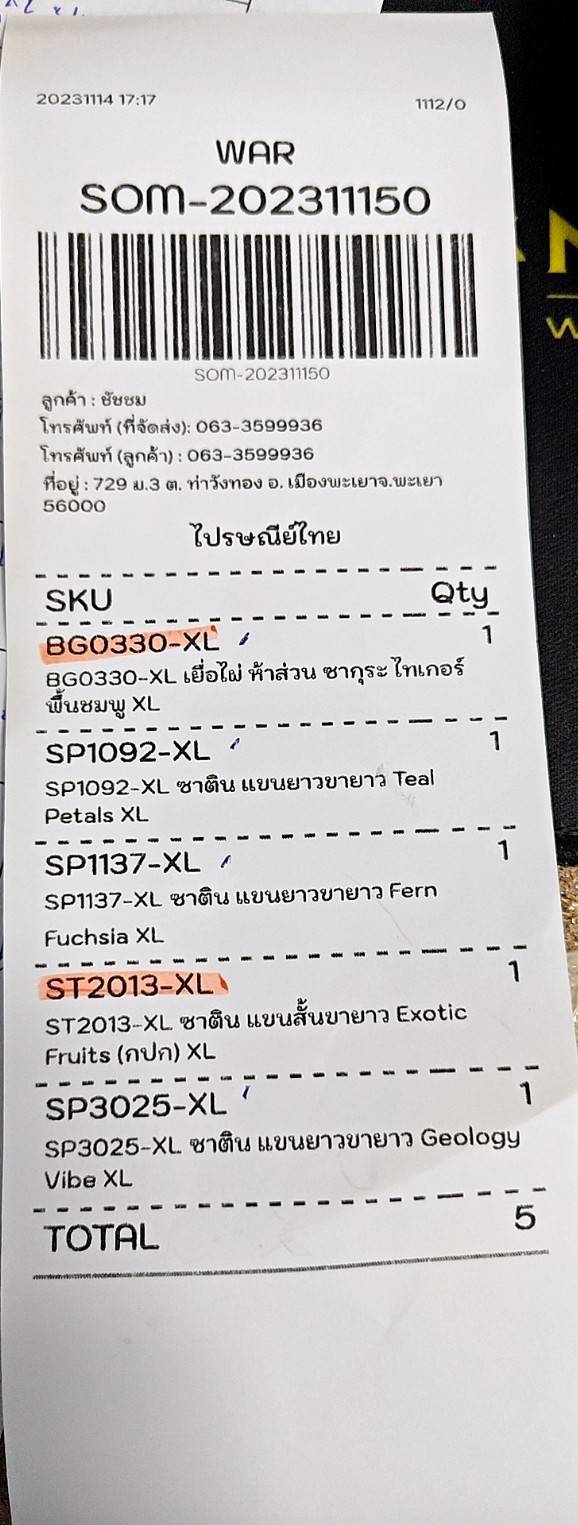 20231114 17:17 1112/0
WAR
SOM-202311150
SOM-202311150
ลูกค้า : ชัชชม
โทรศัพท์ (ที่จัดส่ง): 063-3599936
โทรศัพท์ (ลูกค้า) : 063-3599936
ที่อยู่ : 729 ม.3 ต. ท่าวังทอง อ. เมืองพะเยาจ.พะเยา
56000
ไปรษณีย์ไทย
SKU Qty
BG0330-XL 1
BG0330-XL เยื่อไผ่ ห้าส่วน ซากุระ ไทเกอร์
พื้นชมพู XL
SP1092-XL 1
SP1092-XL ซาติน แขนยาวขายาว Teal
Petals XL
SP1137-XL 1
SP1137-XL ซาติน แขนยาวขายาว Fern
Fuchsia XL
ST2013-XL 1
ST2013-XL ซาติน แขนสั้นขายาว Exotic
Fruits (กปก) XL
SP3025-XL 1
SP3025-XL ซาติน แขนยาวขายาว Geology
Vibe XL
TOTAL 5